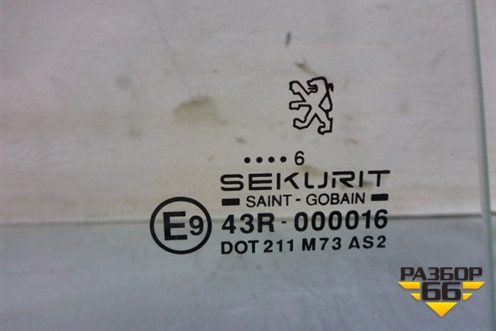 .... 6
SEKURIT
SAINT - GOBAIN
E9 43R - 000016
DOT 211 M73 AS2
РАЗБОР
66